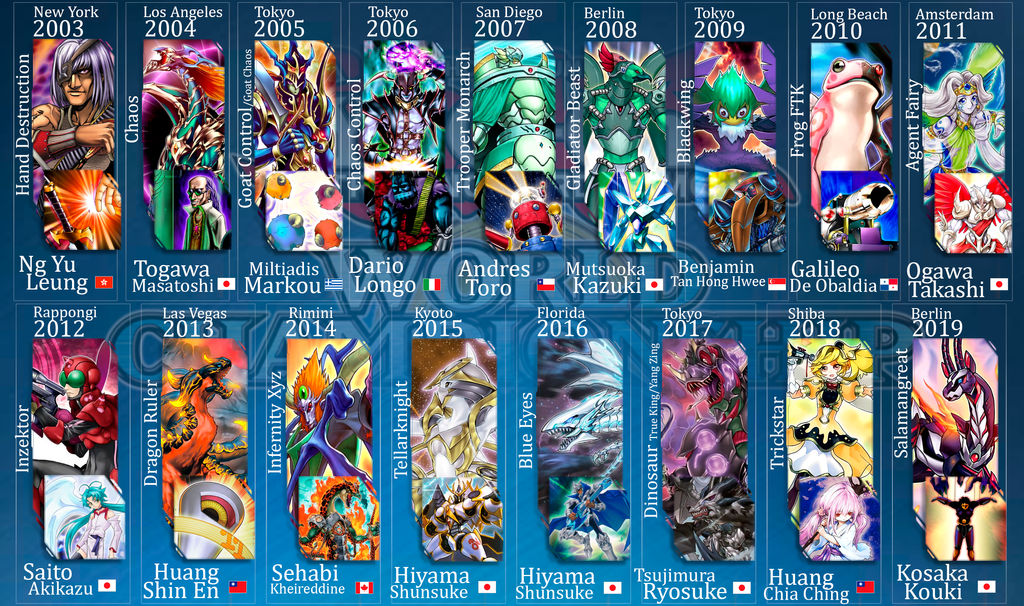 New York
2003
Hand Destruction
Ng Yu
Leung
Los Angeles
2004
Chaos
Togawa
Masatoshi
Tokyo
2005
Goat Control/Goat Chaos
Miltiadis
Markou
Tokyo
2006
Chaos Control
Dario
Longo
San Diego
2007
Trooper Monarch
Andres
Toro
Berlin
2008
Gladiator Beast
Mutsuoka
Kazuki
Tokyo
2009
Blackwing
Benjamin
Tan Hong Hwee
Long Beach
2010
Frog FTK
Galileo
De Obaldia
Amsterdam
2011
Agent Fairy
Ogawa
Takashi
WORLD
CHAMPIONSHIP
Rappongi
2012
Inzektor
Saito
Akikazu
Las Vegas
2013
Dragon Ruler
Huang
Shin En
Rimini
2014
Infernity Xyz
Sehabi
Kheireddine
Kyoto
2015
Tellarknight
Hiyama
Shunsuke
Florida
2016
Blue Eyes
Hiyama
Shunsuke
Tokyo
2017
Dinosaur True King/Yang Zing
Tsujimura
Ryosuke
Shiba
2018
Trickstar
Huang
Chia Ching
Berlin
2019
Salamangreat
Kosaka
Kouki